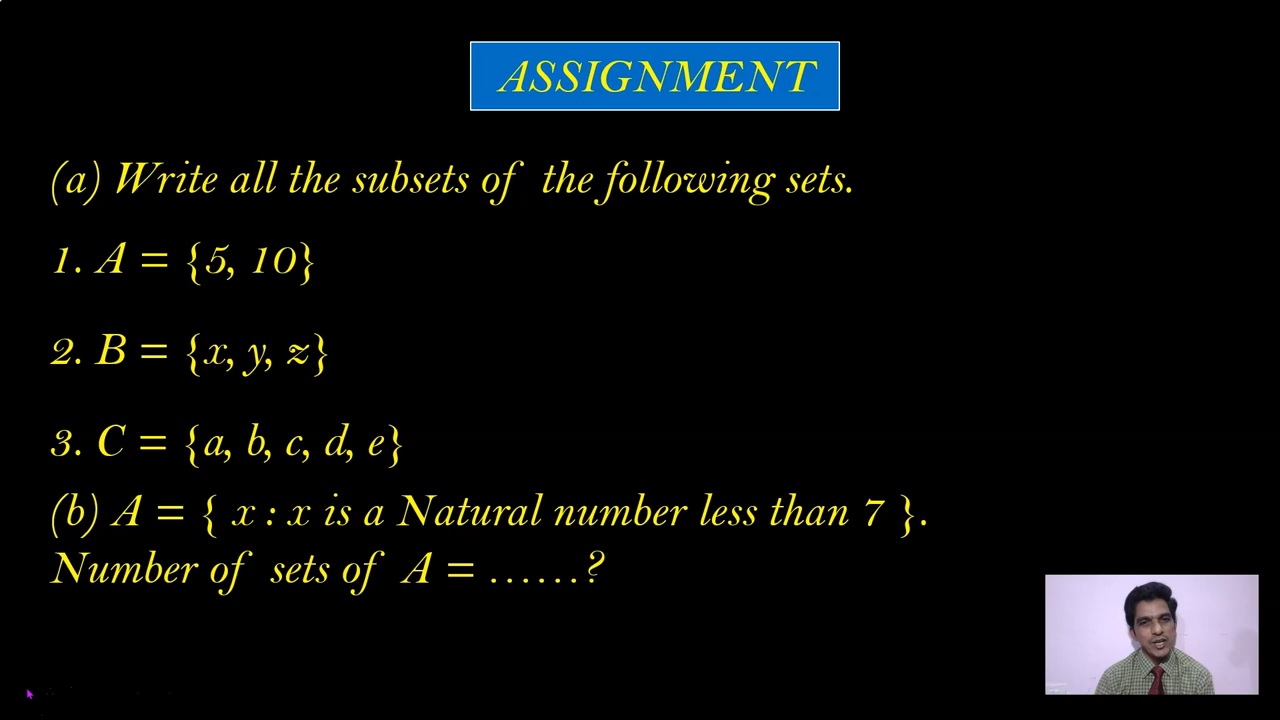 ASSIGNMENT
(a) Write all the subsets of the following sets.
1. A = {5, 10}
2. B = {x, y, z}
3. C = {a, b, c, d, e}
(b) A = { x : x is a Natural number less than 7 }.
Number of sets of A = ......?